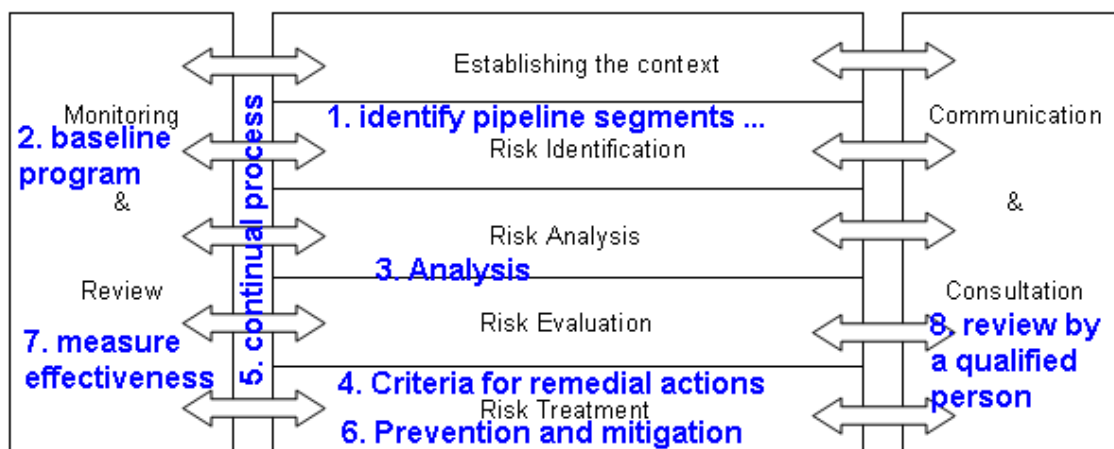 Establishing the context
Monitoring
1. identify pipeline segments ...
Communication
2. baseline
program
Risk Identification
&
&
5. continual process
Risk Analysis
3. Analysis
Review
Consultation
7. measure
effectiveness
Risk Evaluation
8. review by
a qualified
person
4. Criteria for remedial actions
Risk Treatment
6. Prevention and mitigation